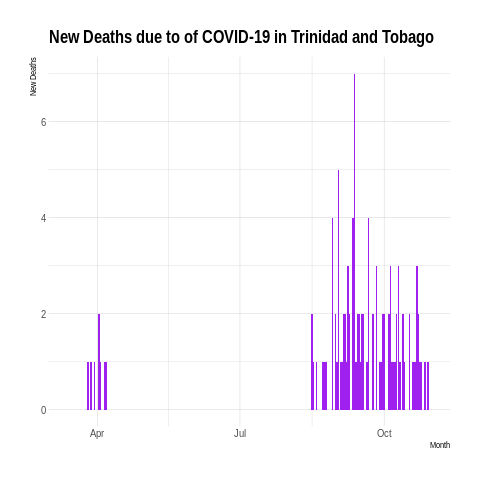 New Deaths due to of COVID-19 in Trinidad and Tobago
New Deaths
6
4
2
0
Apr
Jul
Oct
Month